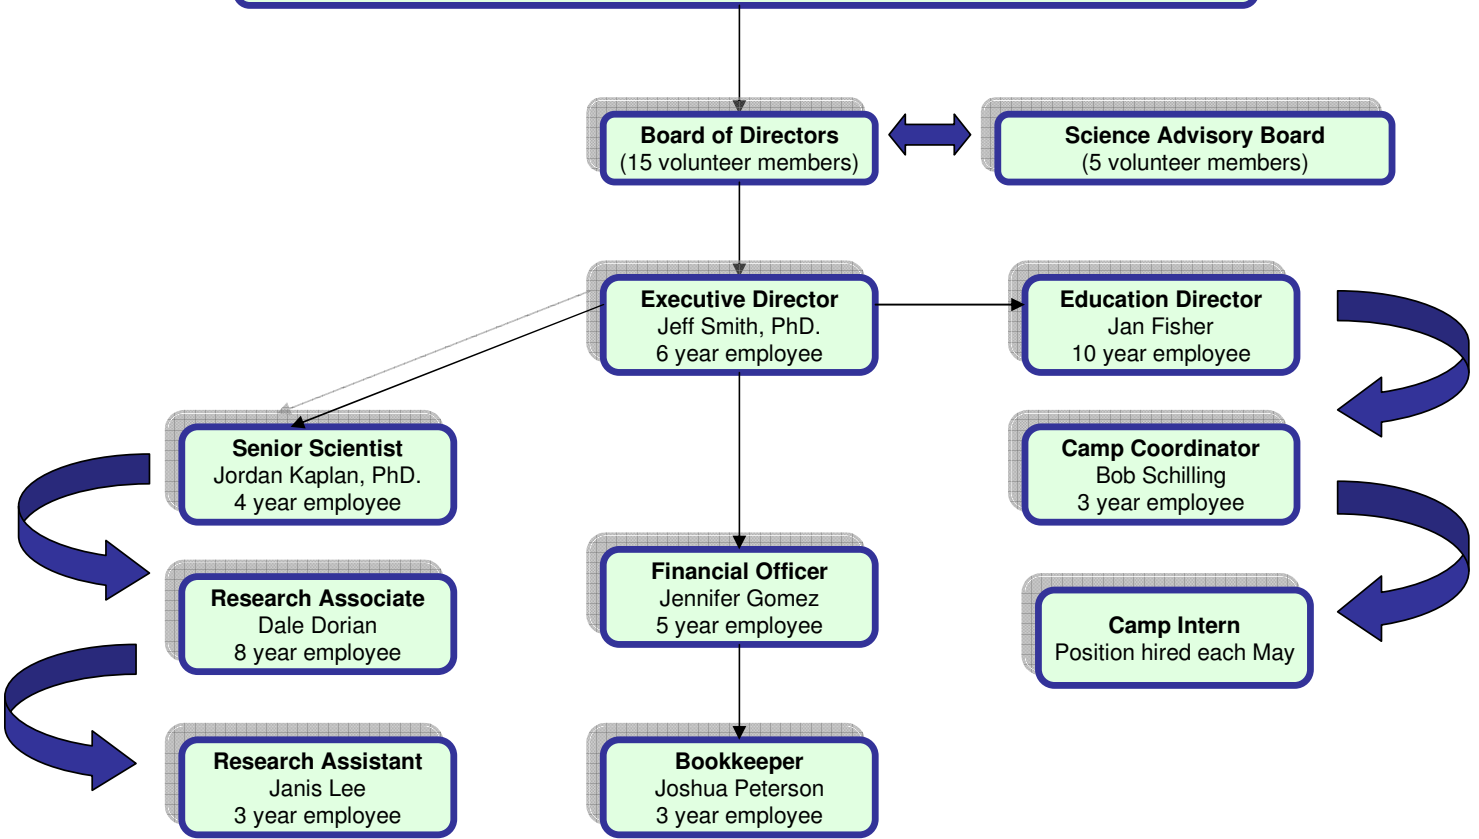 Board of Directors
(15 volunteer members)
Science Advisory Board
(5 volunteer members)
Executive Director
Jeff Smith, PhD.
6 year employee
Education Director
Jan Fisher
10 year employee
Senior Scientist
Jordan Kaplan, PhD.
4 year employee
Camp Coordinator
Bob Schilling
3 year employee
Financial Officer
Jennifer Gomez
5 year employee
Research Associate
Dale Dorian
8 year employee
Camp Intern
Position hired each May
Research Assistant
Janis Lee
3 year employee
Bookkeeper
Joshua Peterson
3 year employee